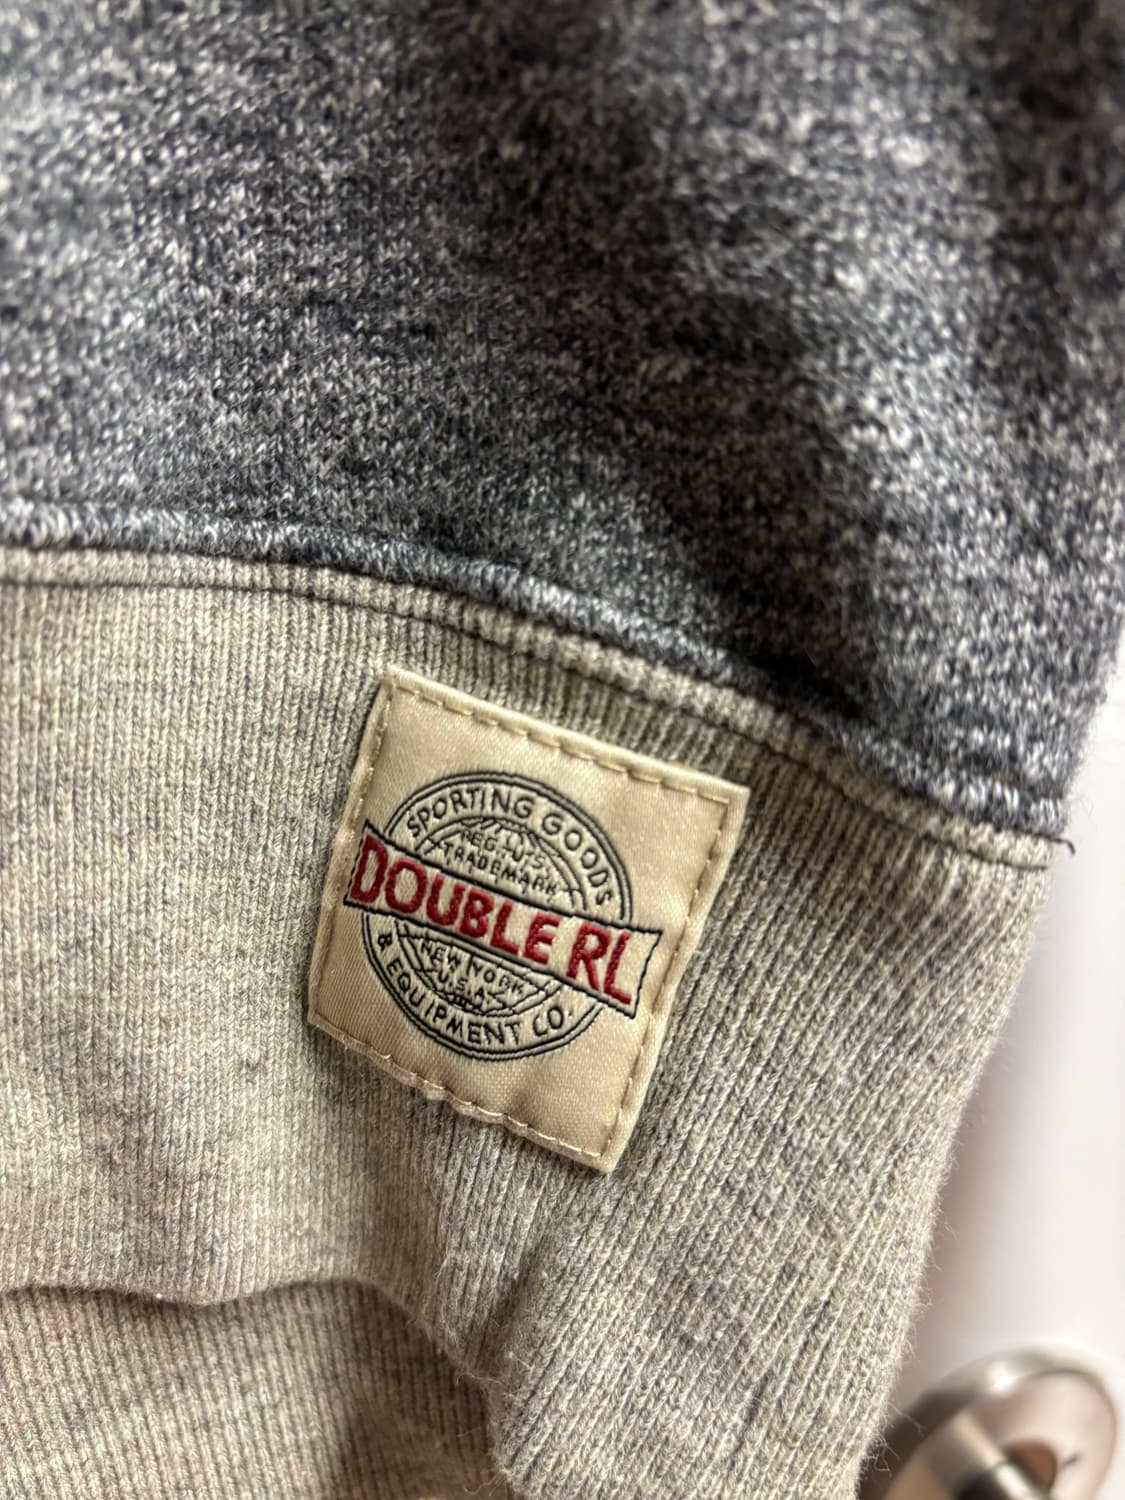 SPORTING GOODS
REG. U.S.
TRADEMARK
DOUBLE RL
NEW YORK
U.S.A.
& EQUIPMENT CO.